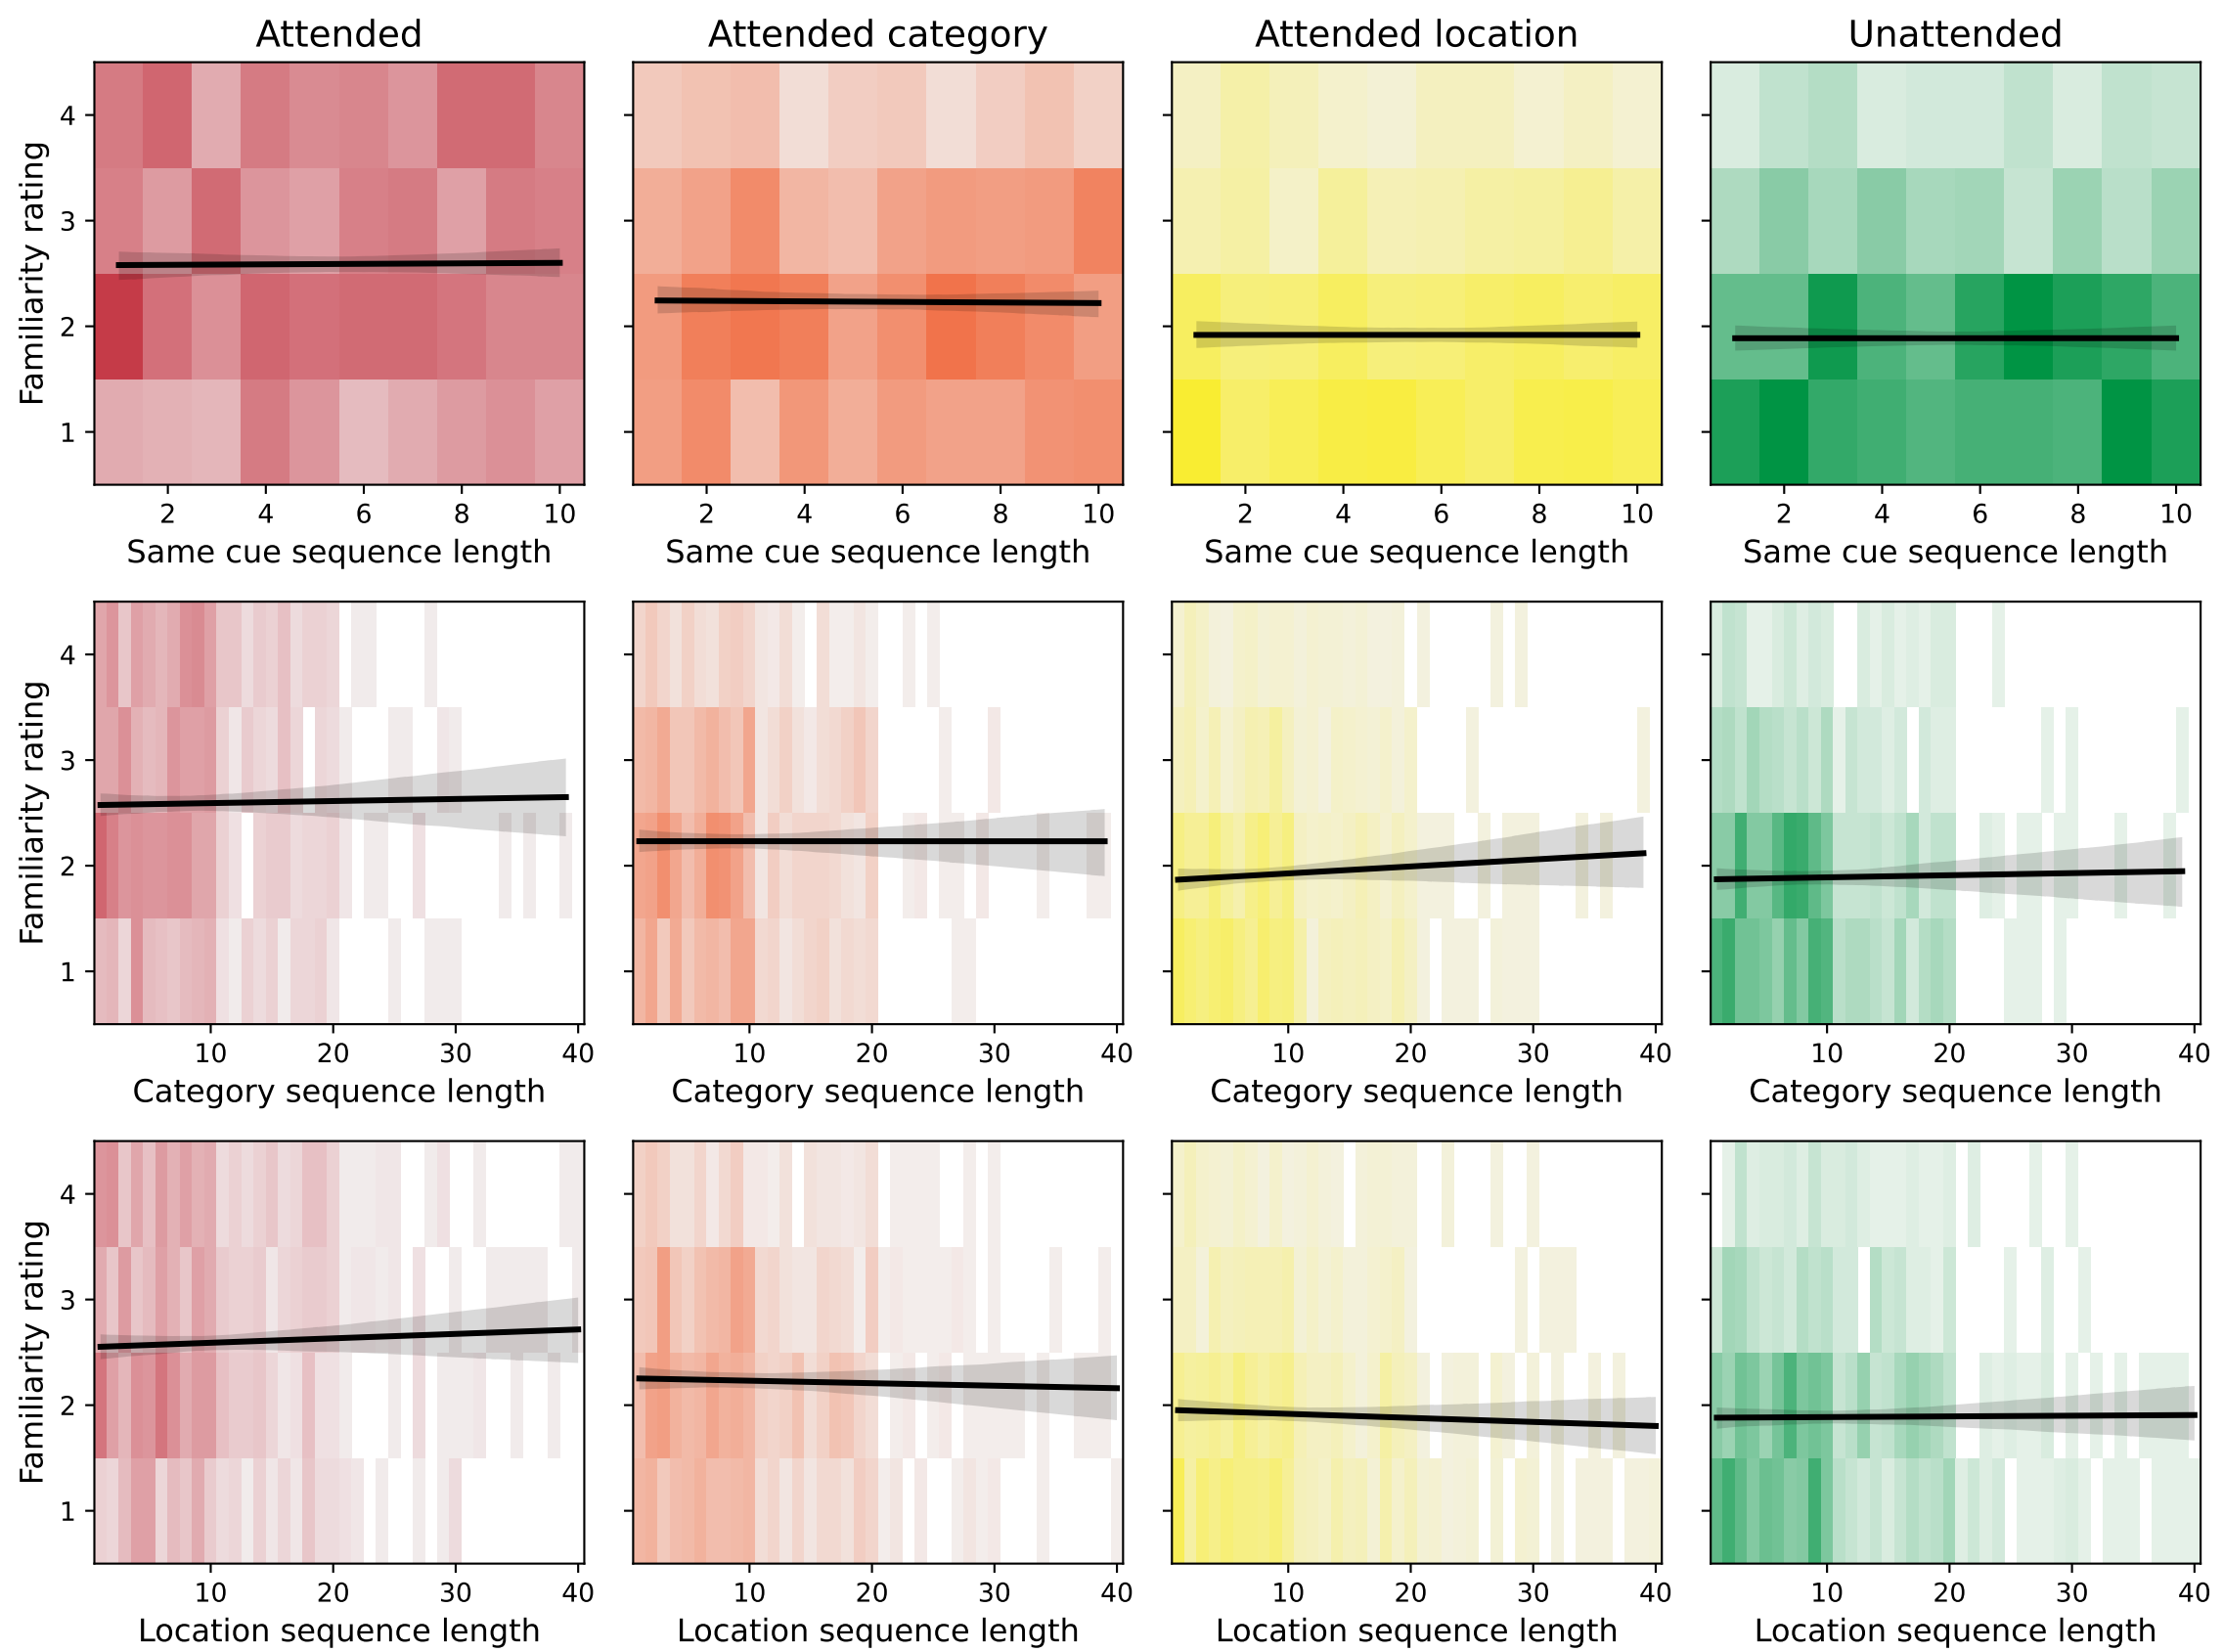 Attended Attended category Attended location Unattended
Familiarity rating
4
3
2
1
2 4 6 8 10 2 4 6 8 10 2 4 6 8 10 2 4 6 8 10
Same cue sequence length Same cue sequence length Same cue sequence length Same cue sequence length
Familiarity rating
4
3
2
1
10 20 30 40 10 20 30 40 10 20 30 40 10 20 30 40
Category sequence length Category sequence length Category sequence length Category sequence length
Familiarity rating
4
3
2
1
10 20 30 40 10 20 30 40 10 20 30 40 10 20 30 40
Location sequence length Location sequence length Location sequence length Location sequence length